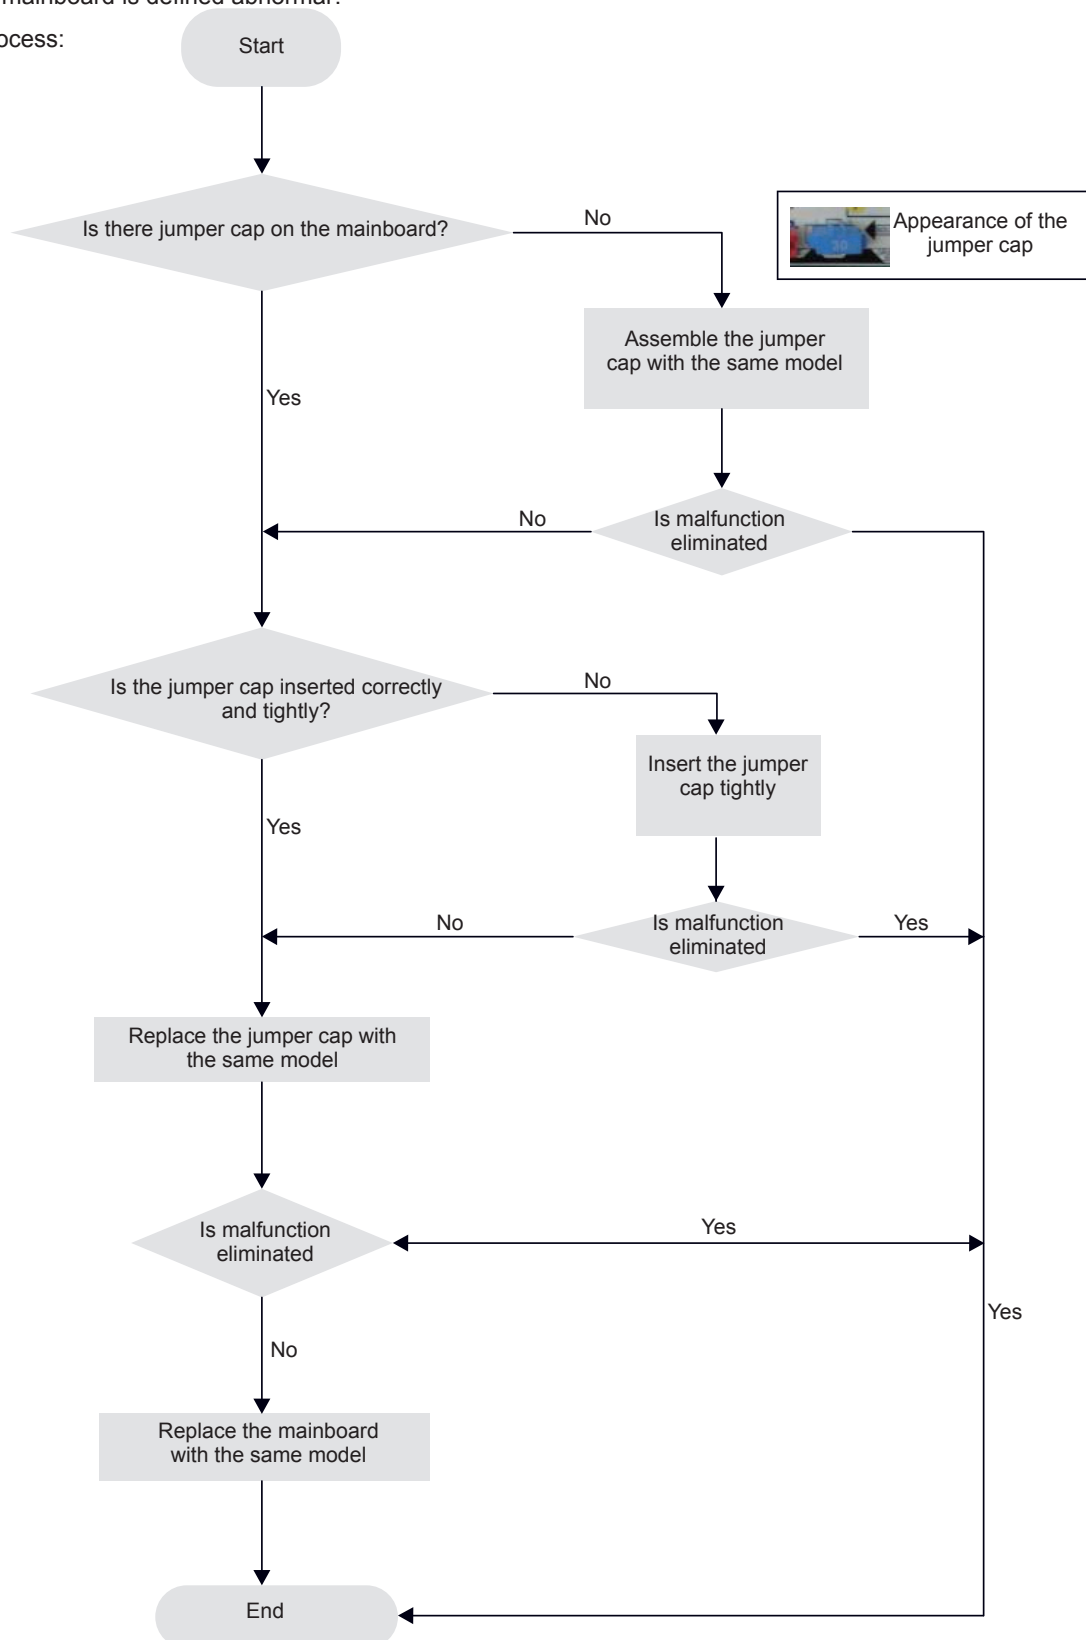 mainboard is defined abnormal.
ocess:
Start
Is there jumper cap on the mainboard?
No
Appearance of the
jumper cap
Assemble the jumper
cap with the same model
Yes
No
Is malfunction
eliminated
Is the jumper cap inserted correctly
and tightly?
No
Insert the jumper
cap tightly
Yes
No
Is malfunction
eliminated
Yes
Replace the jumper cap with
the same model
Is malfunction
eliminated
Yes
Yes
No
Replace the mainboard
with the same model
End